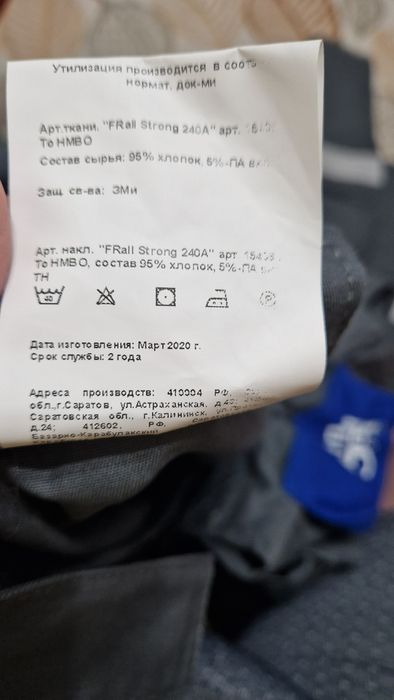 Утилизация производится в соотв
нормат. док-ми
Арт.ткани. "FRall Strong 240A" арт.
То НМВО
Состав сырья: 95% хлопок, 5%-ПА
Защ. св-ва: ЗМи
Арт. накл. "FRall Strong 240A" арт
То НМВО, состав 95% хлопок, 5%-ПА
ТН
40
P
Дата изготовления: Март 2020 г.
Срок службы: 2 года
Адреса производств: 410004 РФ,
обл.,г.Саратов, ул.Астраханская,
Саратовская обл., г.Калининск,
д.24; 412602, РФ,
Базарно-Карабулакский